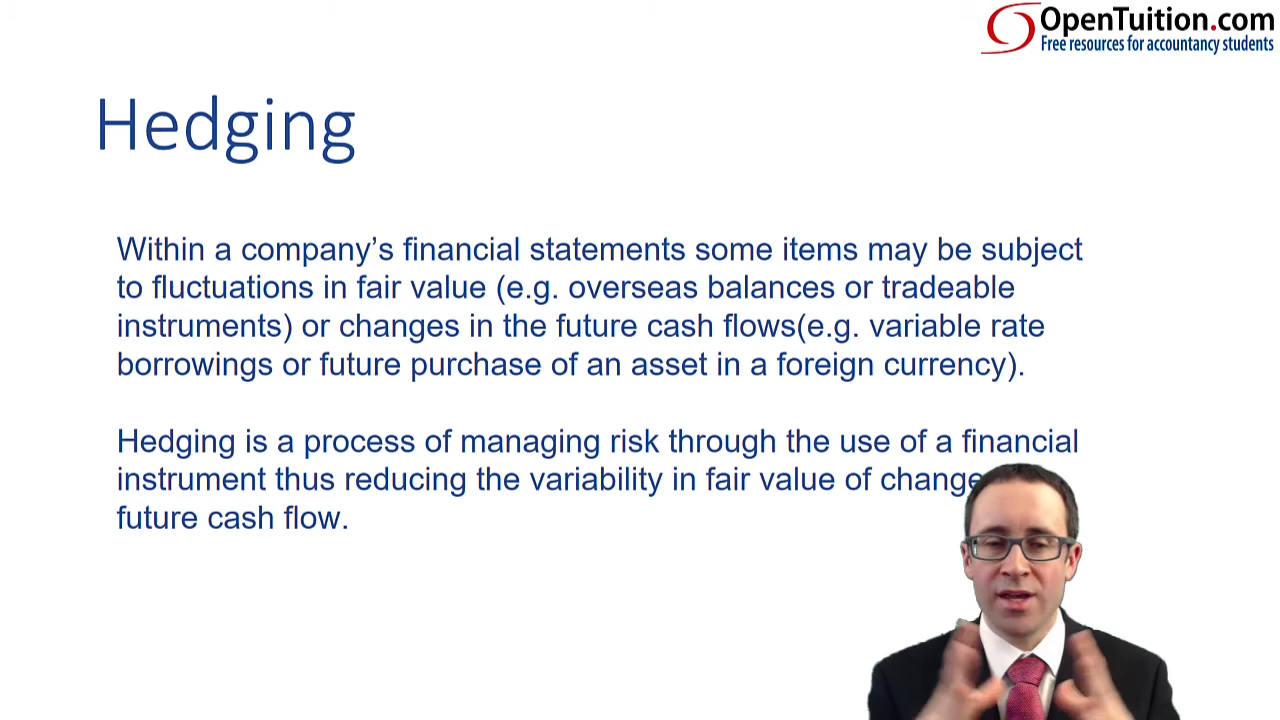 OpenTuition.com
Free resources for accountancy students
Hedging
Within a company’s financial statements some items may be subject
to fluctuations in fair value (e.g. overseas balances or tradeable
instruments) or changes in the future cash flows(e.g. variable rate
borrowings or future purchase of an asset in a foreign currency).
Hedging is a process of managing risk through the use of a financial
instrument thus reducing the variability in fair value of
future cash flow.